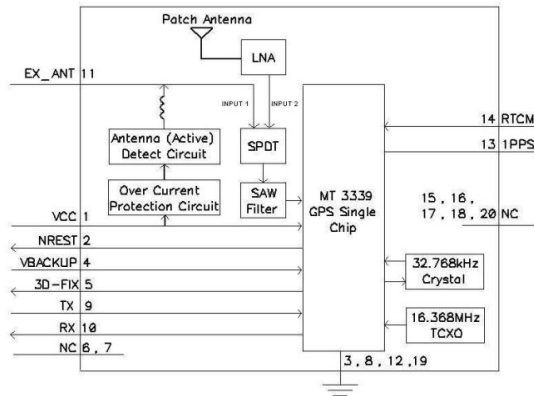 Patch Antenna
LNA
EX_ANT 11
INPUT 1
INPUT 2
Antenna (Active)
Detect Circuit
SPDT
Over Current
Protection Circuit
SAW
Filter
MT 3339
GPS Single
Chip
14 RTCM
13 1PPS
15, 16,
17, 18, 20 NC
VCC 1
NREST 2
VBACKUP 4
3D-FIX 5
TX 9
RX 10
NC 6, 7
32.768kHz
Crystal
16.368MHz
TCXO
3, 8, 12, 19